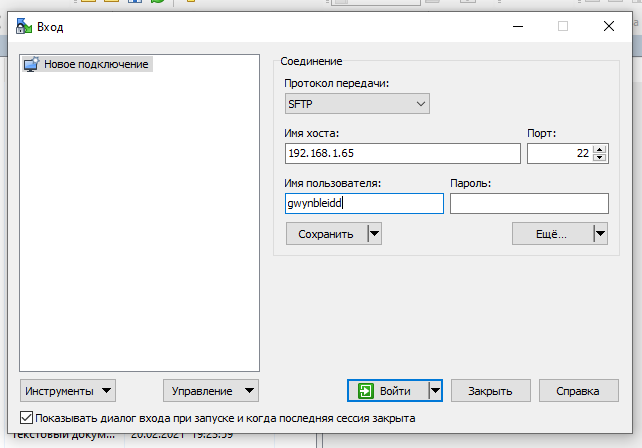 Вход
Новое подключение
Соединение
Протокол передачи:
SFTP
Имя хоста:
Порт:
192.168.1.65
22
Имя пользователя:
Пароль:
gwynbleidd
Сохранить
Ещё...
Инструменты
Управление
Войти
Закрыть
Справка
Показывать диалог входа при запуске и когда последняя сессия закрыта
Текстовый докум...
20.02.2021 19:23:59